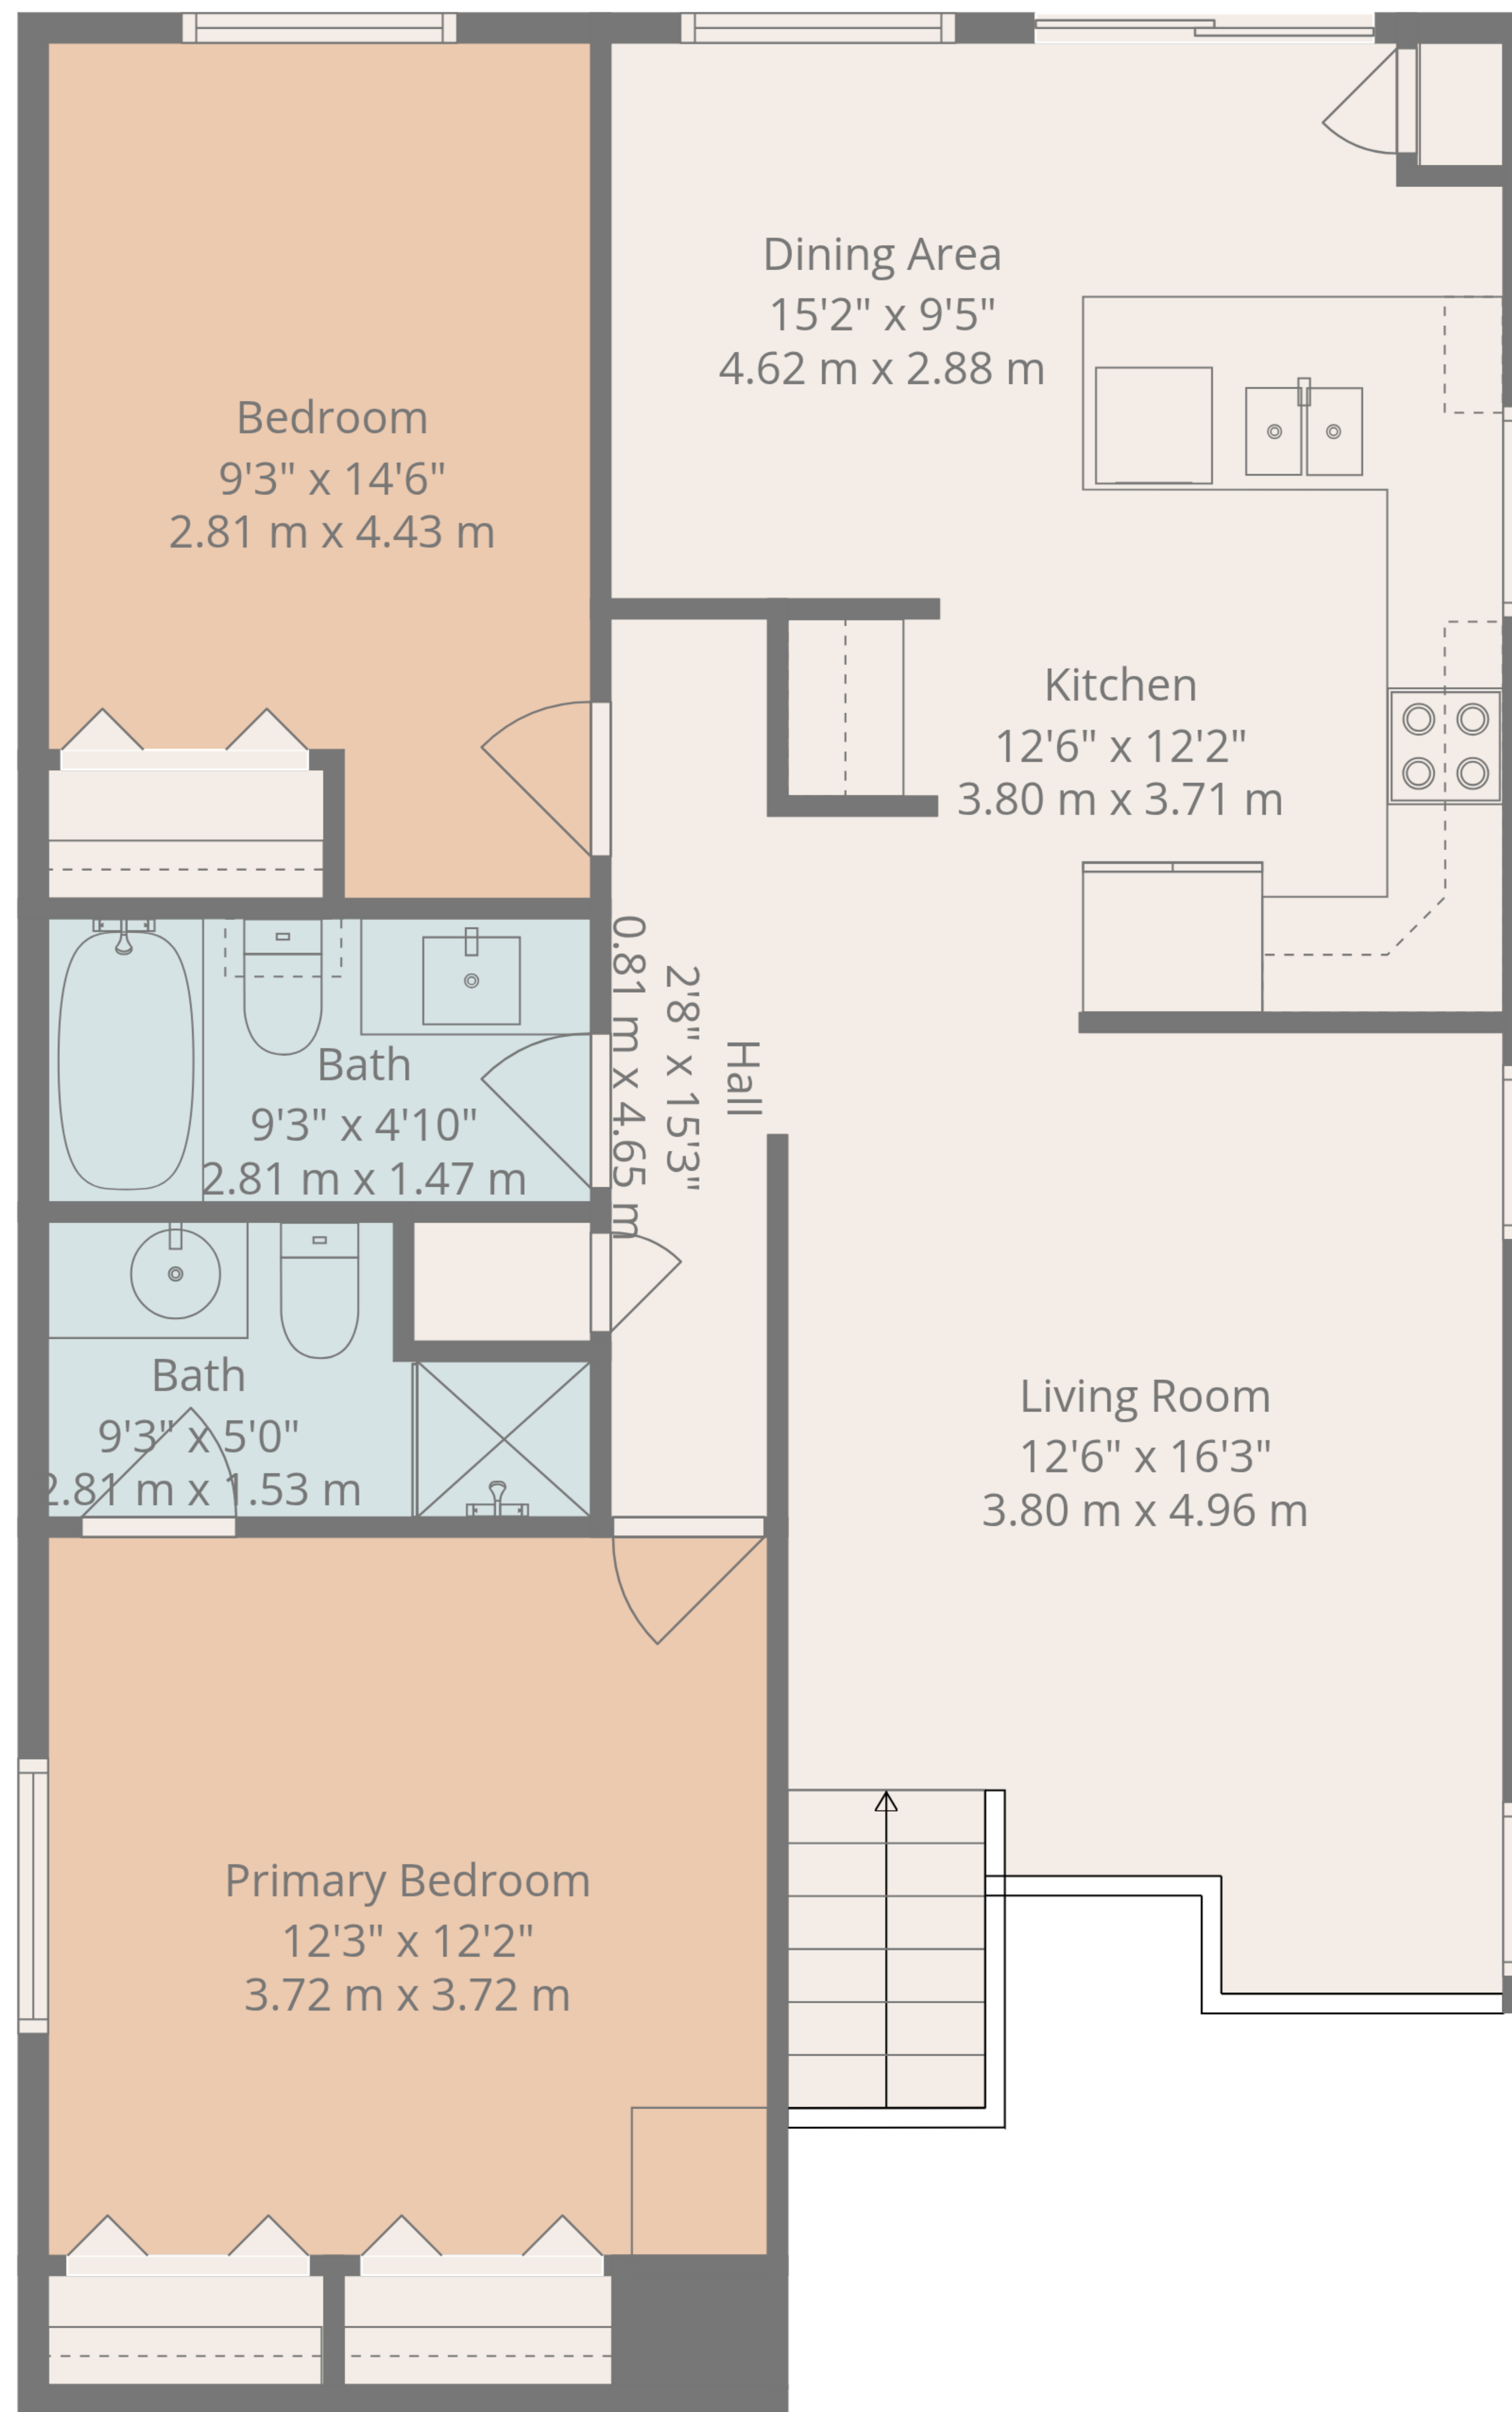 Dining Area
15'2" x 9'5"
4.62 m x 2.88 m
Bedroom
9'3" x 14'6"
2.81 m x 4.43 m
Kitchen
12'6" x 12'2"
3.80 m x 3.71 m
Hall
2'8" x 15'3"
0.81 m x 4.65 m
Bath
9'3" x 4'10"
2.81 m x 1.47 m
Bath
9'3" x 5'0"
2.81 m x 1.53 m
Living Room
12'6" x 16'3"
3.80 m x 4.96 m
Primary Bedroom
12'3" x 12'2"
3.72 m x 3.72 m